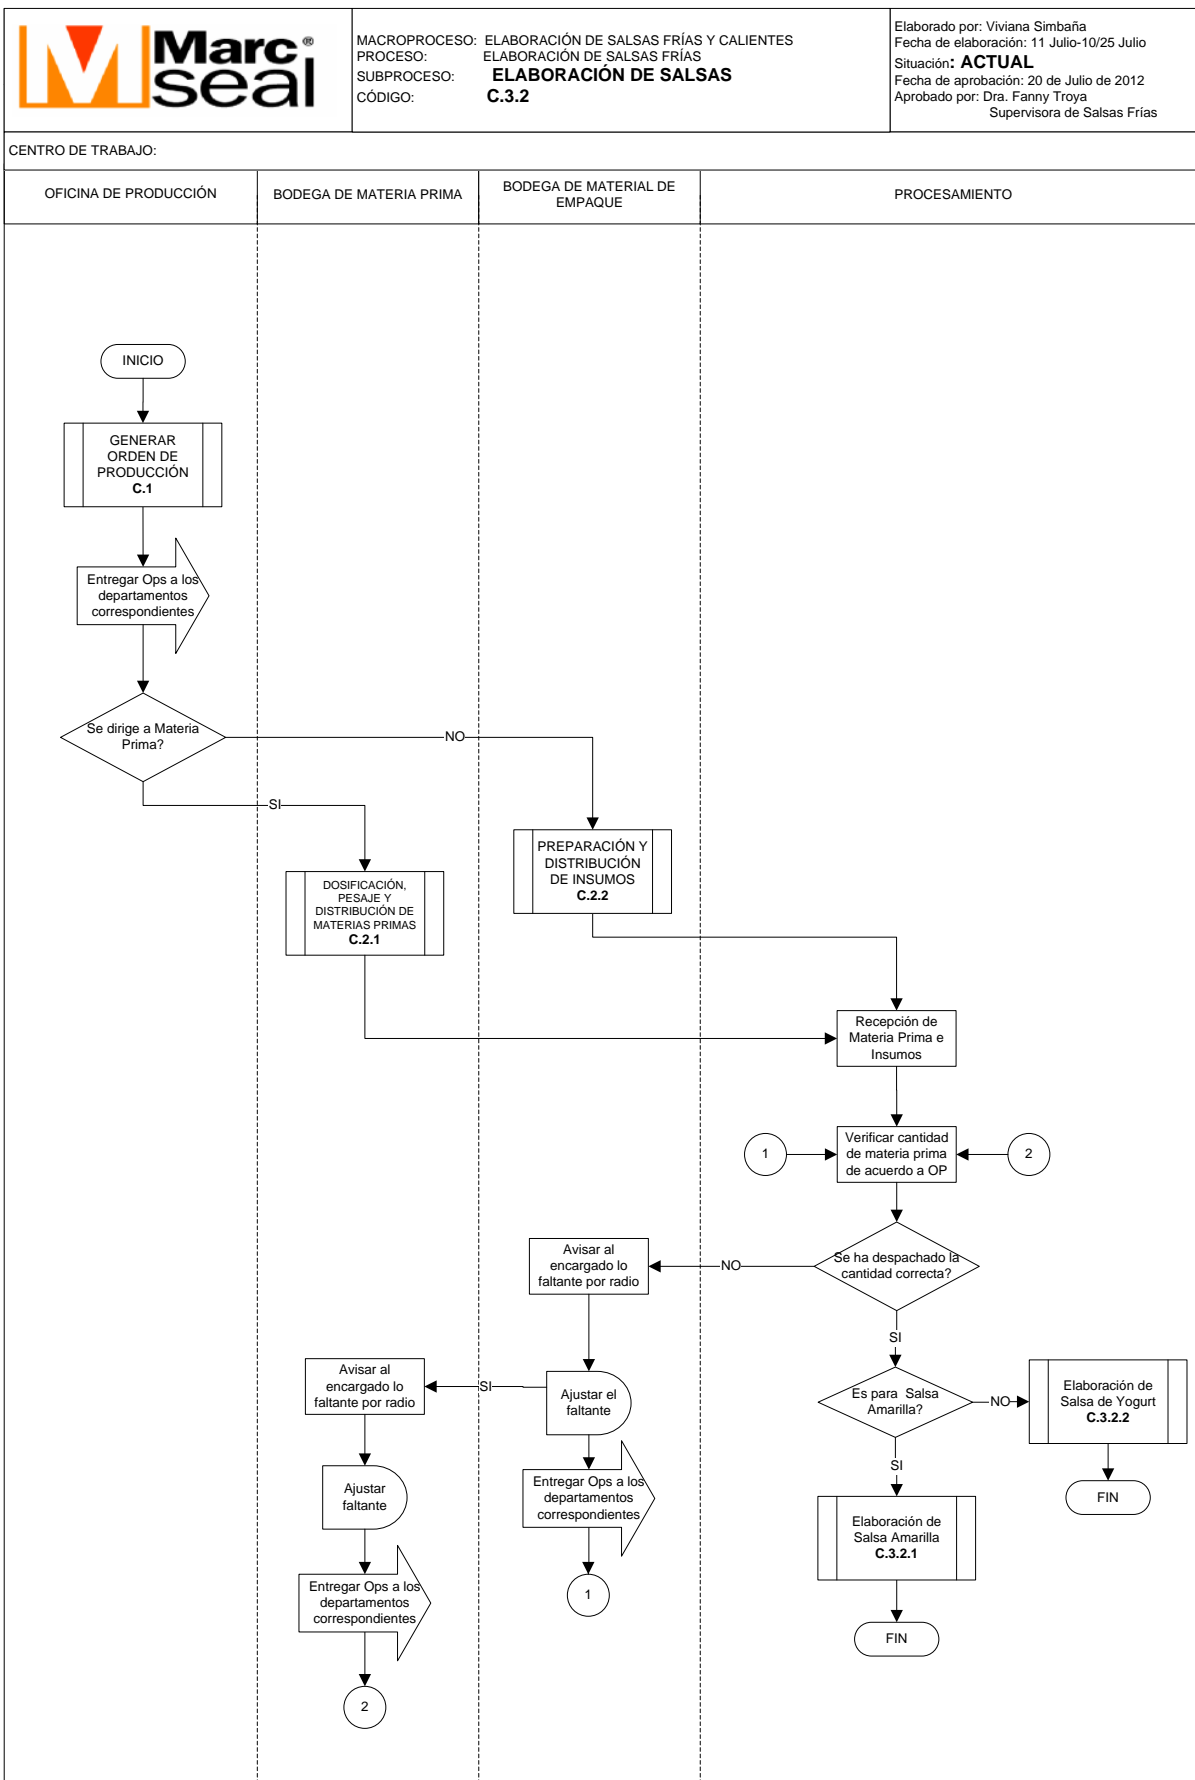 Marc®
seal
MACROPROCESO: ELABORACIÓN DE SALSAS FRÍAS Y CALIENTES
PROCESO: ELABORACIÓN DE SALSAS FRÍAS
SUBPROCESO: ELABORACIÓN DE SALSAS
CÓDIGO: C.3.2
Elaborado por: Viviana Simbaña
Fecha de elaboración: 11 Julio-10/25 Julio
Situación: ACTUAL
Fecha de aprobación: 20 de Julio de 2012
Aprobado por: Dra. Fanny Troya
Supervisora de Salsas Frías
CENTRO DE TRABAJO:
OFICINA DE PRODUCCIÓN
BODEGA DE MATERIA PRIMA
BODEGA DE MATERIAL DE
EMPAQUE
PROCESAMIENTO
INICIO
GENERAR
ORDEN DE
PRODUCCIÓN
C.1
Entregar Ops a los
departamentos
correspondientes
Se dirige a Materia
Prima?
NO
SI
PREPARACIÓN Y
DISTRIBUCIÓN
DE INSUMOS
C.2.2
DOSIFICACIÓN,
PESAJE Y
DISTRIBUCIÓN DE
MATERIAS PRIMAS
C.2.1
Recepción de
Materia Prima e
Insumos
1
Verificar cantidad
de materia prima
de acuerdo a OP
2
Se ha despachado la
cantidad correcta?
NO
Avisar al
encargado lo
faltante por radio
SI
Avisar al
encargado lo
faltante por radio
SI
Ajustar el
faltante
Es para Salsa
Amarilla?
NO
Elaboración de
Salsa de Yogurt
C.3.2.2
SI
Ajustar
faltante
Entregar Ops a los
departamentos
correspondientes
FIN
Elaboración de
Salsa Amarilla
C.3.2.1
Entregar Ops a los
departamentos
correspondientes
1
FIN
2